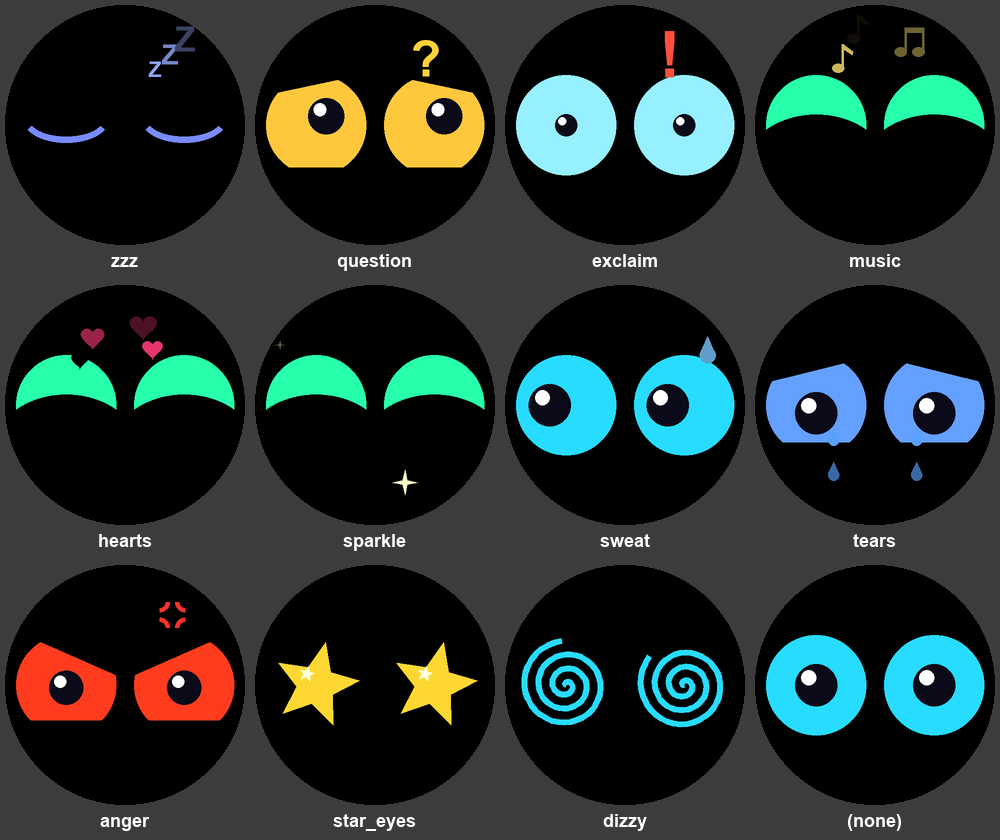 z z z
zzz
?
question
!
exclaim
music
hearts
sparkle
sweat
tears
anger
star_eyes
dizzy
(none)